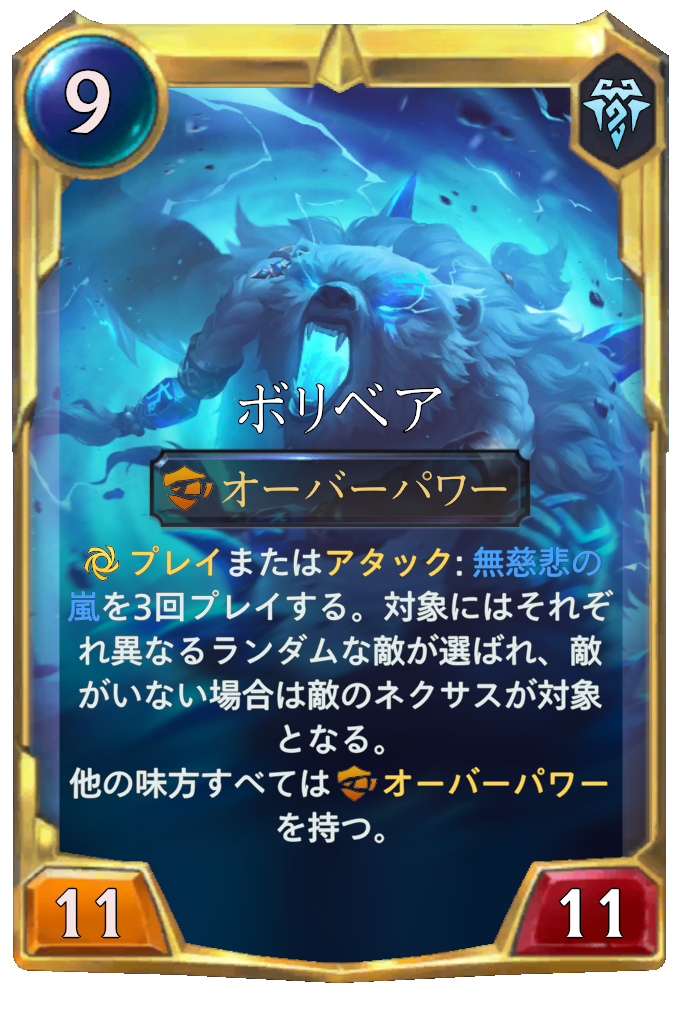 9
ボリベア
オーバーパワー
プレイまたはアタック: 無慈悲の
嵐を3回プレイする。対象にはそれぞ
れ異なるランダムな敵が選ばれ、敵
がいない場合は敵のネクサスが対象
となる。
他の味方すべてはオーバーパワー
を持つ。
11
11